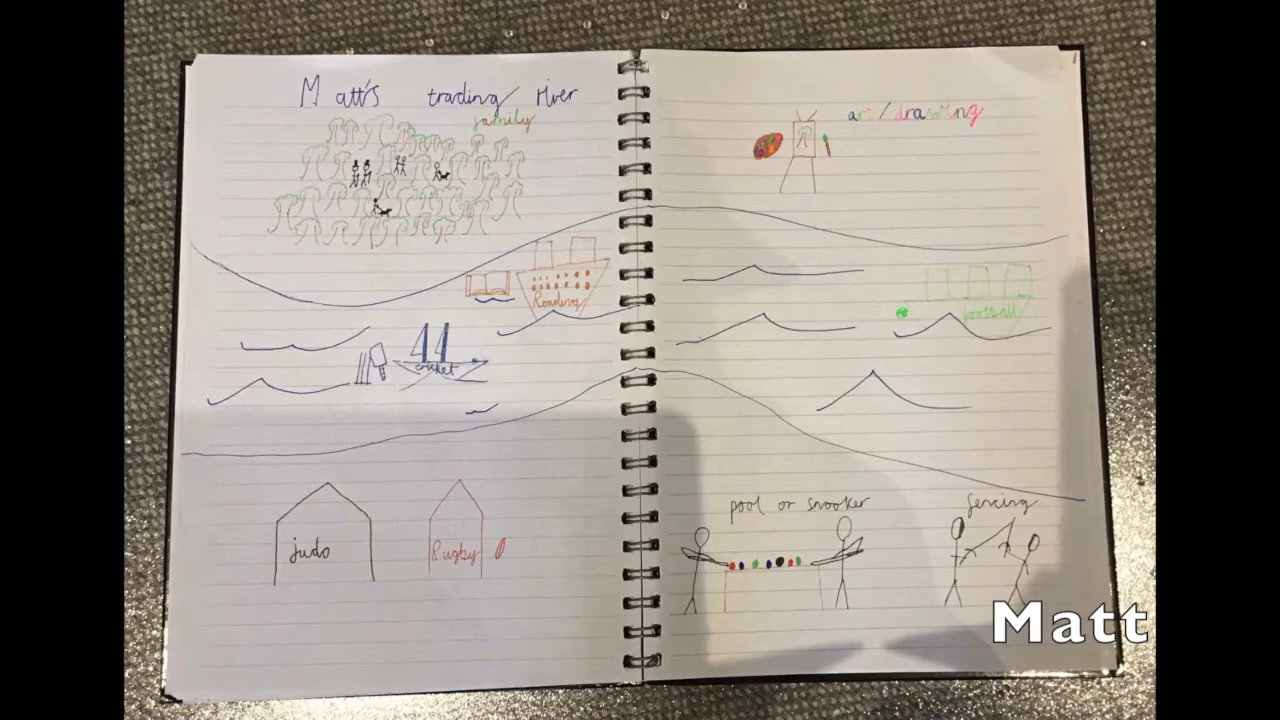 Matt's trading river
family
art/drawing
Reading
football
cricket
pool or snooker
fencing
judo
Rugby
Matt